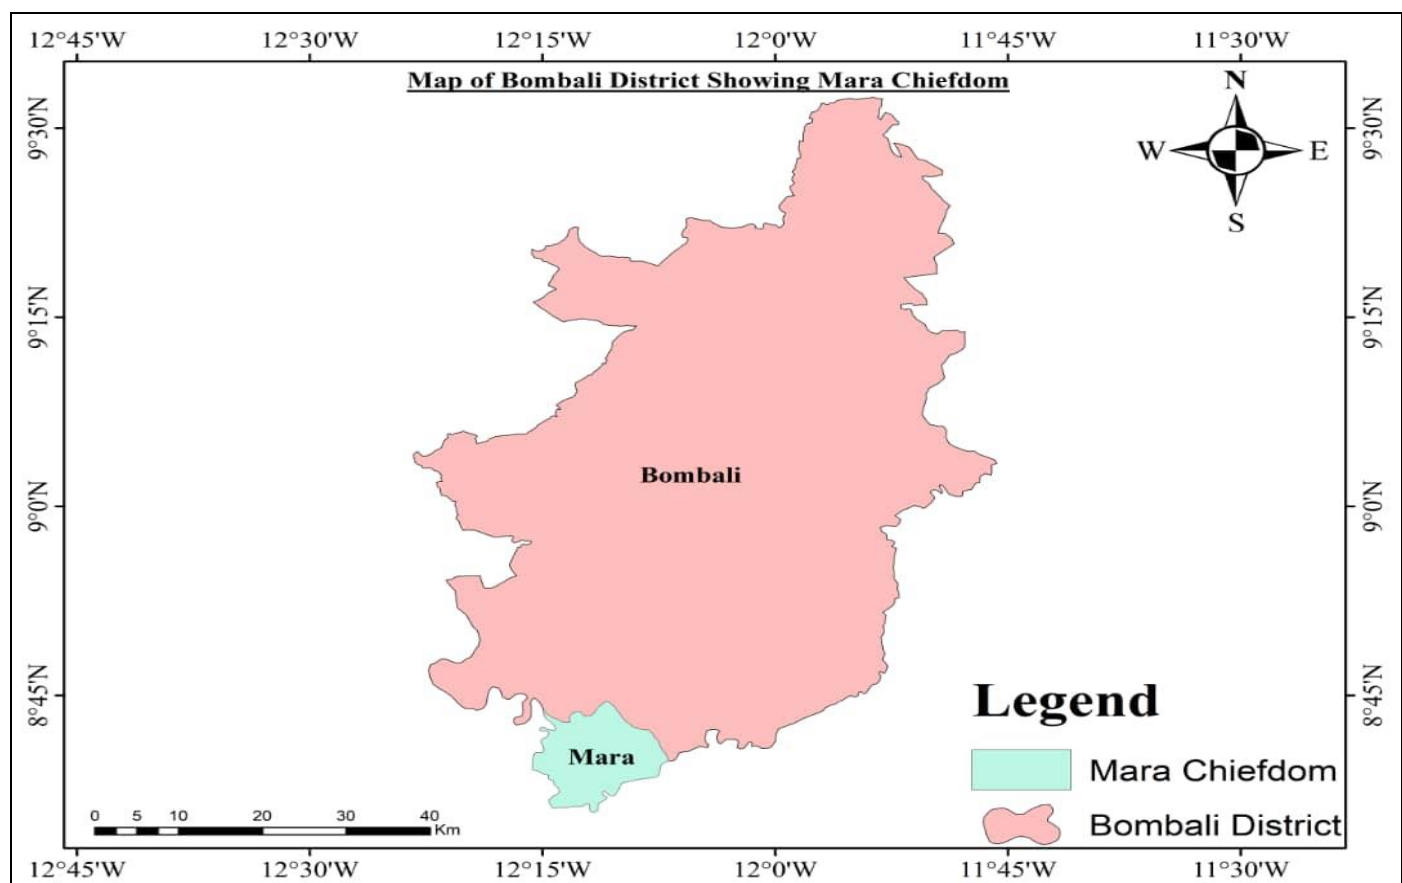 12°45'W 12°30'W 12°15'W 12°0'W 11°45'W 11°30'W
Map of Bombali District Showing Mara Chiefdom
N
W E
S
9°30'N 9°30'N
9°15'N 9°15'N
Bombali
9°0'N 9°0'N
8°45'N 8°45'N
Legend
Mara
Mara Chiefdom
0 5 10 20 30 40
Km
Bombali District
12°45'W 12°30'W 12°15'W 12°0'W 11°45'W 11°30'W